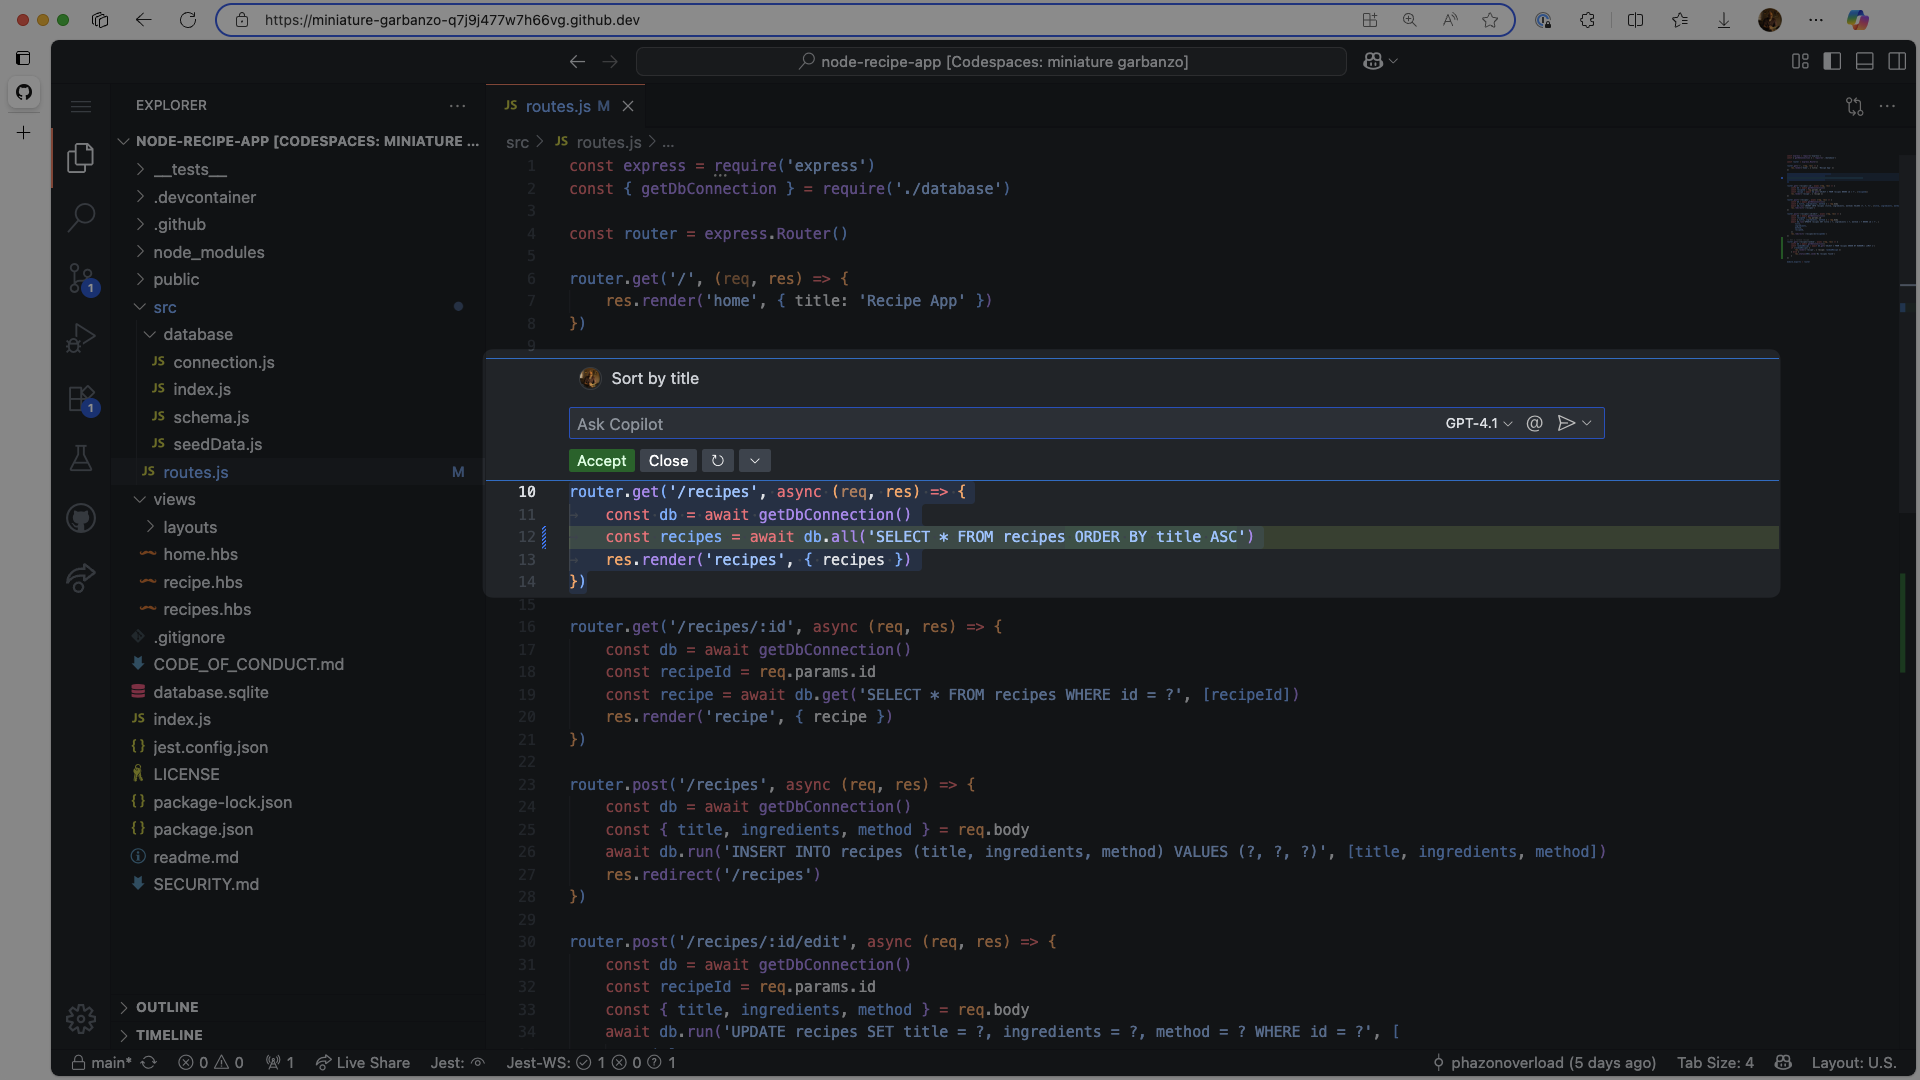 https://miniature-garbanzo-q7j9j477w7h66vg.github.dev
node-recipe-app [Codespaces: miniature garbanzo]
EXPLORER
NODE-RECIPE-APP [CODESPACES: MINIATURE ...
__tests__
.devcontainer
.github
node_modules
public
src
database
JS connection.js
JS index.js
JS schema.js
JS seedData.js
JS routes.js M
views
layouts
home.hbs
recipe.hbs
recipes.hbs
.gitignore
CODE_OF_CONDUCT.md
database.sqlite
JS index.js
{} jest.config.json
LICENSE
{} package-lock.json
{} package.json
readme.md
SECURITY.md
OUTLINE
TIMELINE
1
1
JS routes.js M
src > JS routes.js > ...
1 const express = require('express')
2 const { getDbConnection } = require('./database')
3
4 const router = express.Router()
5
6 router.get('/', (req, res) => {
7 res.render('home', { title: 'Recipe App' })
8 })
9
Sort by title
Ask Copilot GPT-4.1 @
Accept Close
10 router.get('/recipes', async (req, res) => {
11 const db = await getDbConnection()
12 const recipes = await db.all('SELECT * FROM recipes ORDER BY title ASC')
13 res.render('recipes', { recipes })
14 })
15
16 router.get('/recipes/:id', async (req, res) => {
17 const db = await getDbConnection()
18 const recipeId = req.params.id
19 const recipe = await db.get('SELECT * FROM recipes WHERE id = ?', [recipeId])
20 res.render('recipe', { recipe })
21 })
22
23 router.post('/recipes', async (req, res) => {
24 const db = await getDbConnection()
25 const { title, ingredients, method } = req.body
26 await db.run('INSERT INTO recipes (title, ingredients, method) VALUES (?, ?, ?)', [title, ingredients, method])
27 res.redirect('/recipes')
28 })
29
30 router.post('/recipes/:id/edit', async (req, res) => {
31 const db = await getDbConnection()
32 const recipeId = req.params.id
33 const { title, ingredients, method } = req.body
34 await db.run('UPDATE recipes SET title = ?, ingredients = ?, method = ? WHERE id = ?', [
main* 0 0 1 Live Share Jest: Jest-WS: 1 0 1 phazonoverload (5 days ago) Tab Size: 4 Layout: U.S.